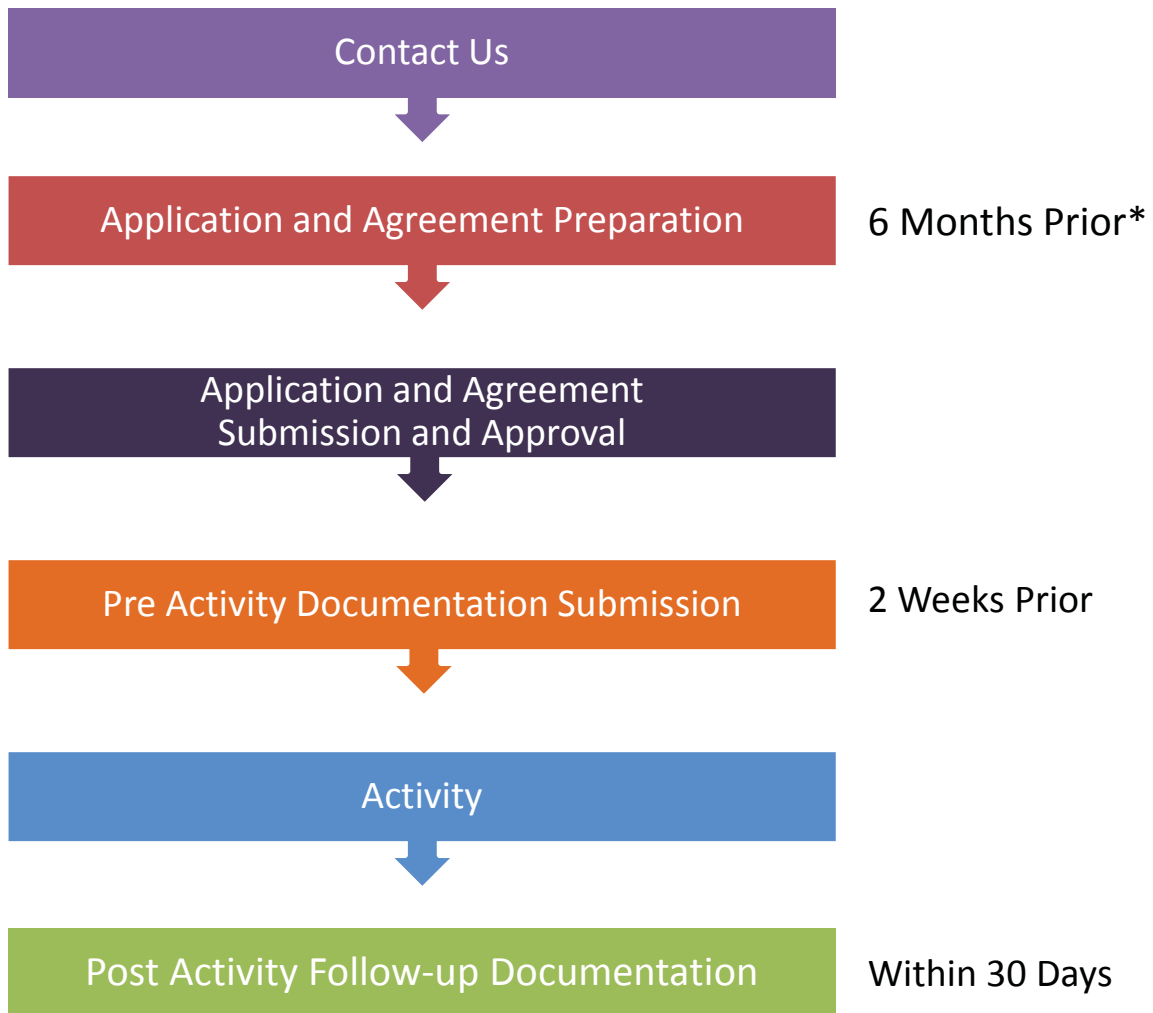 Contact Us
Application and Agreement Preparation
6 Months Prior*
Application and Agreement
Submission and Approval
Pre Activity Documentation Submission
2 Weeks Prior
Activity
Post Activity Follow-up Documentation
Within 30 Days